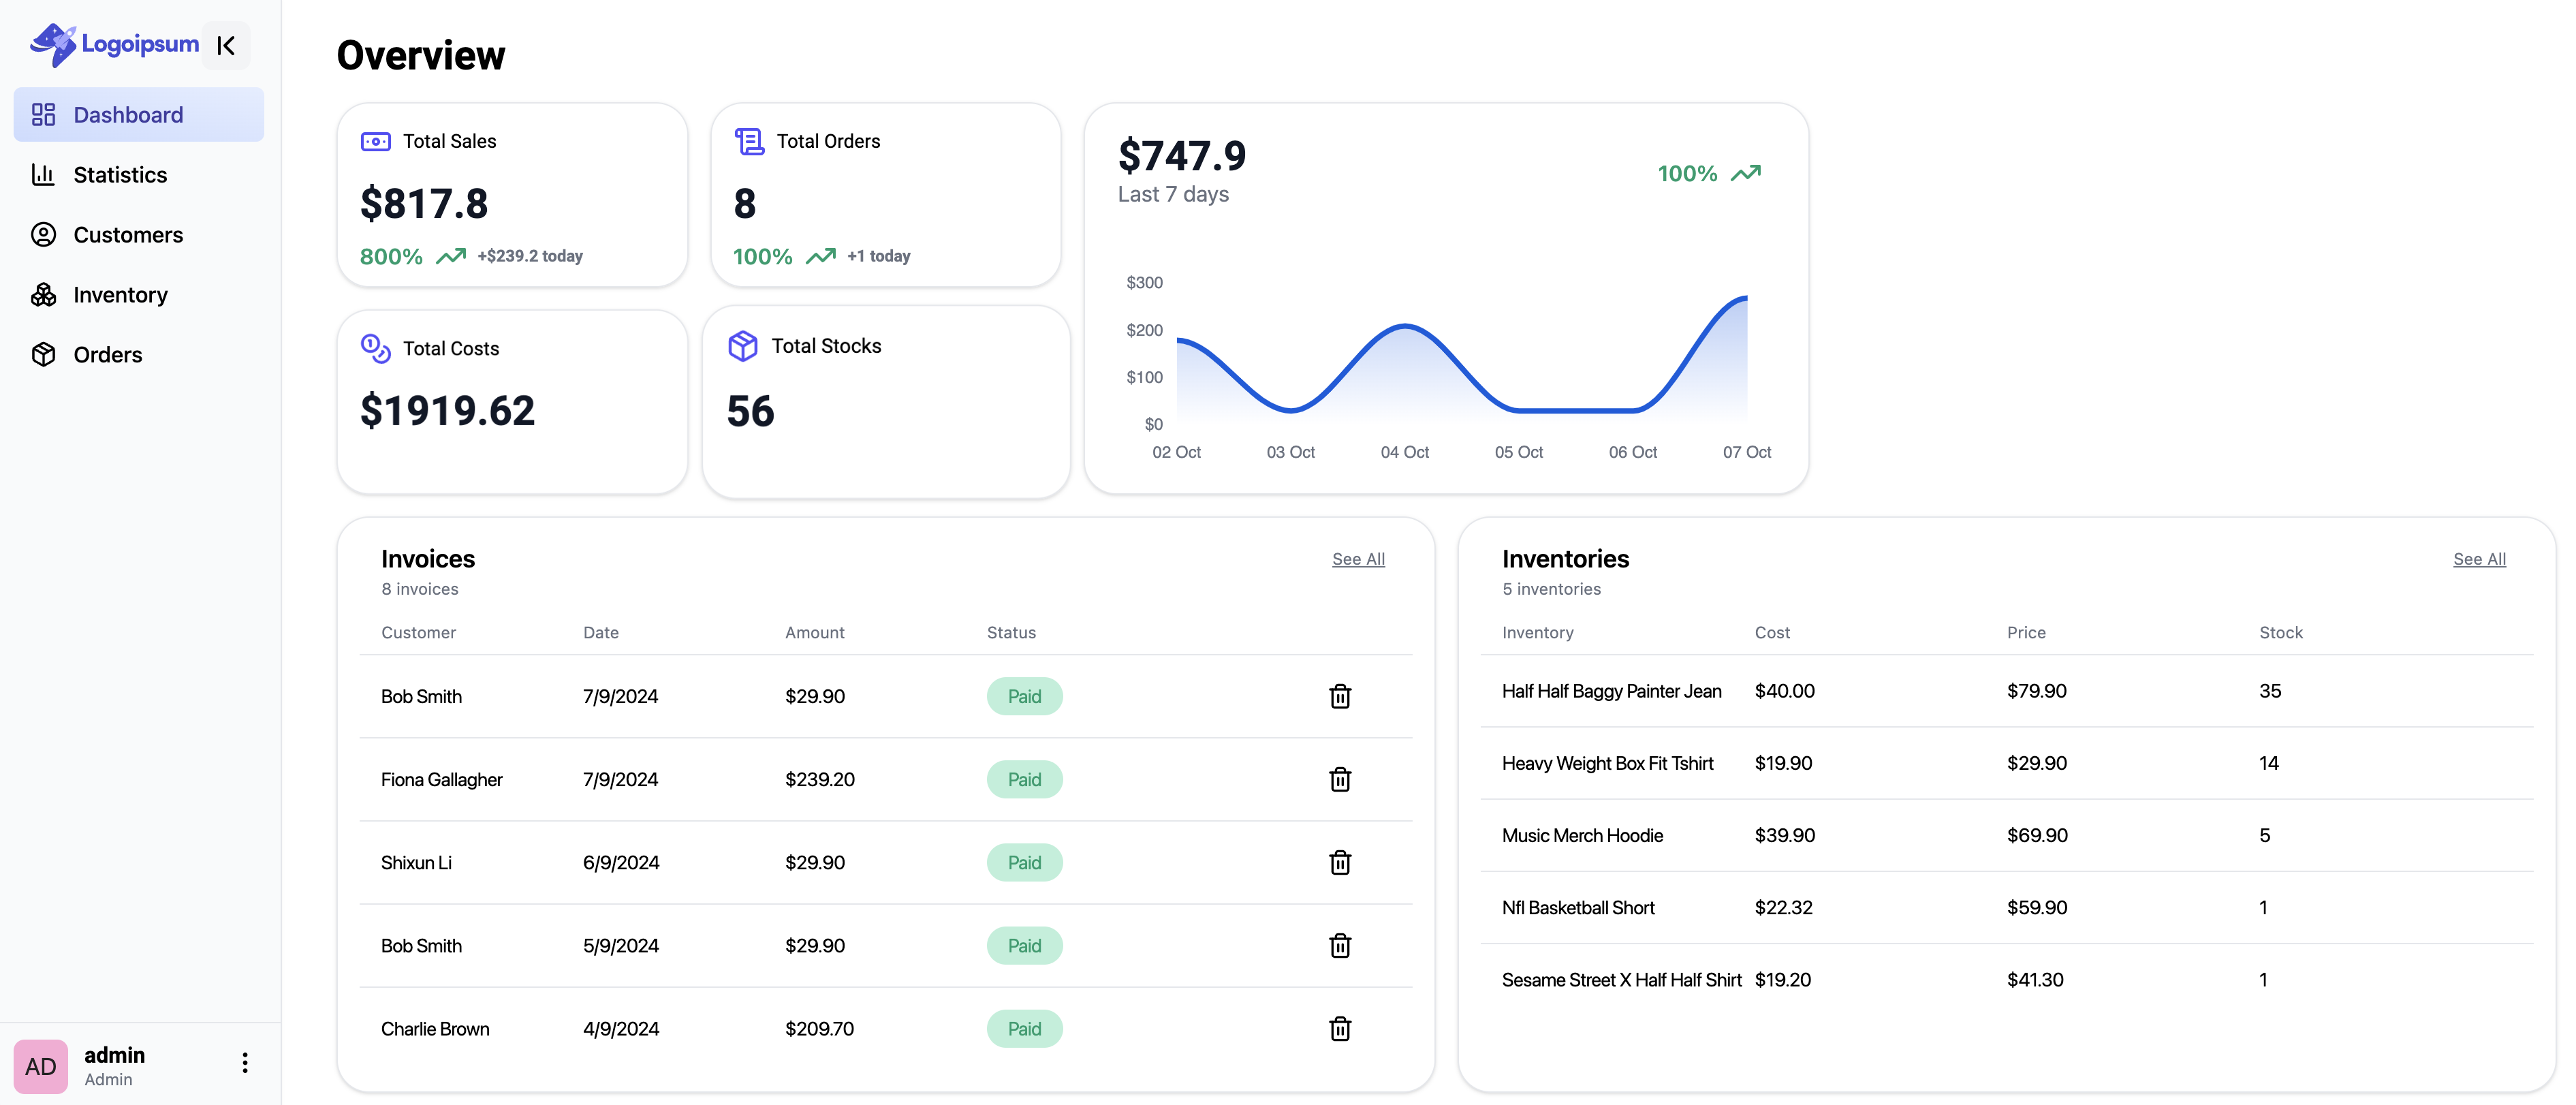 Logoipsum
Dashboard
Statistics
Customers
Inventory
Orders
AD
admin
Admin
Overview
Total Sales
$817.8
800% +$239.2 today
Total Orders
8
100% +1 today
Total Costs
$1919.62
Total Stocks
56
$747.9
Last 7 days
100%
$300
$200
$100
$0
02 Oct 03 Oct 04 Oct 05 Oct 06 Oct 07 Oct
Invoices See All
8 invoices
Customer Date Amount Status
Bob Smith 7/9/2024 $29.90 Paid
Fiona Gallagher 7/9/2024 $239.20 Paid
Shixun Li 6/9/2024 $29.90 Paid
Bob Smith 5/9/2024 $29.90 Paid
Charlie Brown 4/9/2024 $209.70 Paid
Inventories See All
5 inventories
Inventory Cost Price Stock
Half Half Baggy Painter Jean $40.00 $79.90 35
Heavy Weight Box Fit Tshirt $19.90 $29.90 14
Music Merch Hoodie $39.90 $69.90 5
Nfl Basketball Short $22.32 $59.90 1
Sesame Street X Half Half Shirt $19.20 $41.30 1